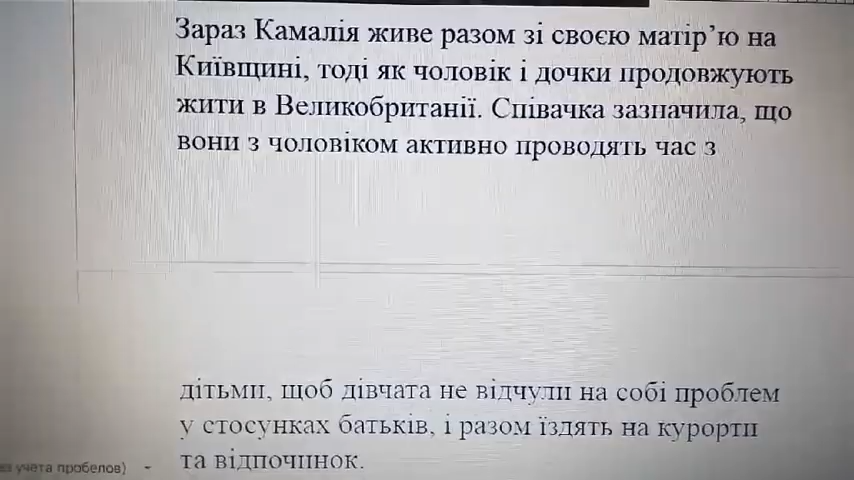 Зараз Камалія живе разом зі своєю матір’ю на
Київщині, тоді як чоловік і дочки продовжують
жити в Великобританії. Співачка зазначила, що
вони з чоловіком активно проводять час з
дітьми, щоб дівчата не відчули на собі проблем
у стосунках батьків, і разом їздять на курорти
та відпочинок.
учета пробелов)